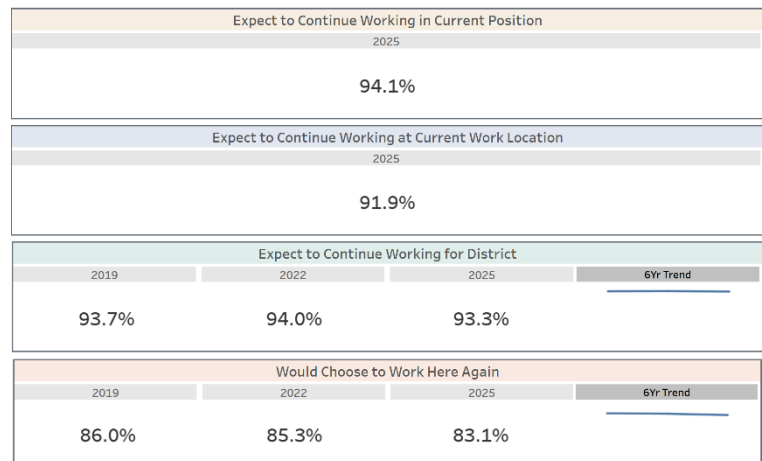 Expect to Continue Working in Current Position
2025
94.1%
Expect to Continue Working at Current Work Location
2025
91.9%
Expect to Continue Working for District
2019 2022 2025 6Yr Trend
93.7% 94.0% 93.3%
Would Choose to Work Here Again
2019 2022 2025 6Yr Trend
86.0% 85.3% 83.1%